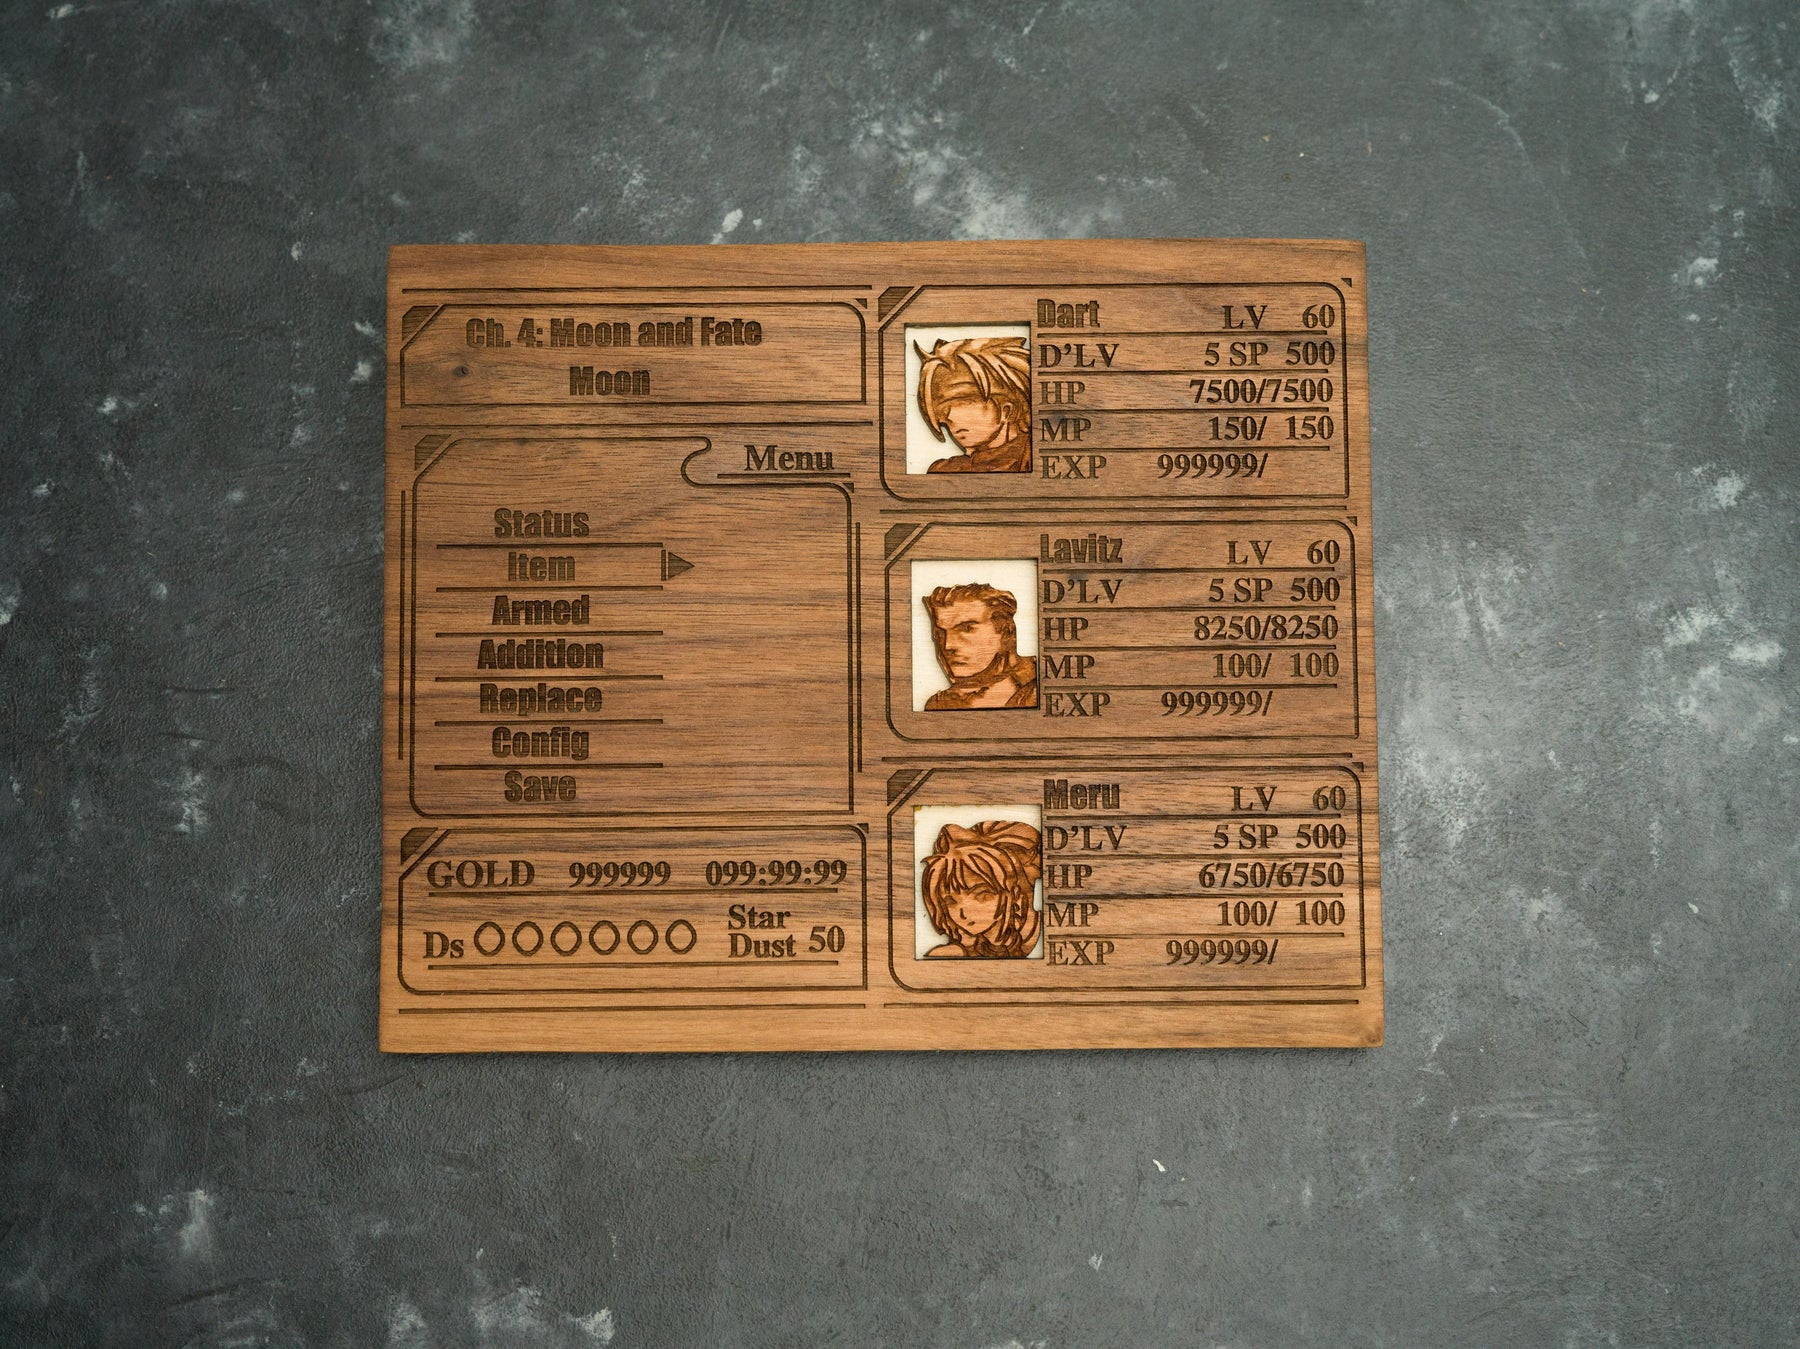 Ch. 4: Moon and Fate
Moon
Menu
Status
Item
Armed
Addition
Replace
Config
Save
GOLD 999999 099:99:99
Ds Star Dust 50
Dart LV 60
D'LV 5 SP 500
HP 7500/7500
MP 150/ 150
EXP 999999/
Lavitz LV 60
D'LV 5 SP 500
HP 8250/8250
MP 100/ 100
EXP 999999/
Meru LV 60
D'LV 5 SP 500
HP 6750/6750
MP 100/ 100
EXP 999999/